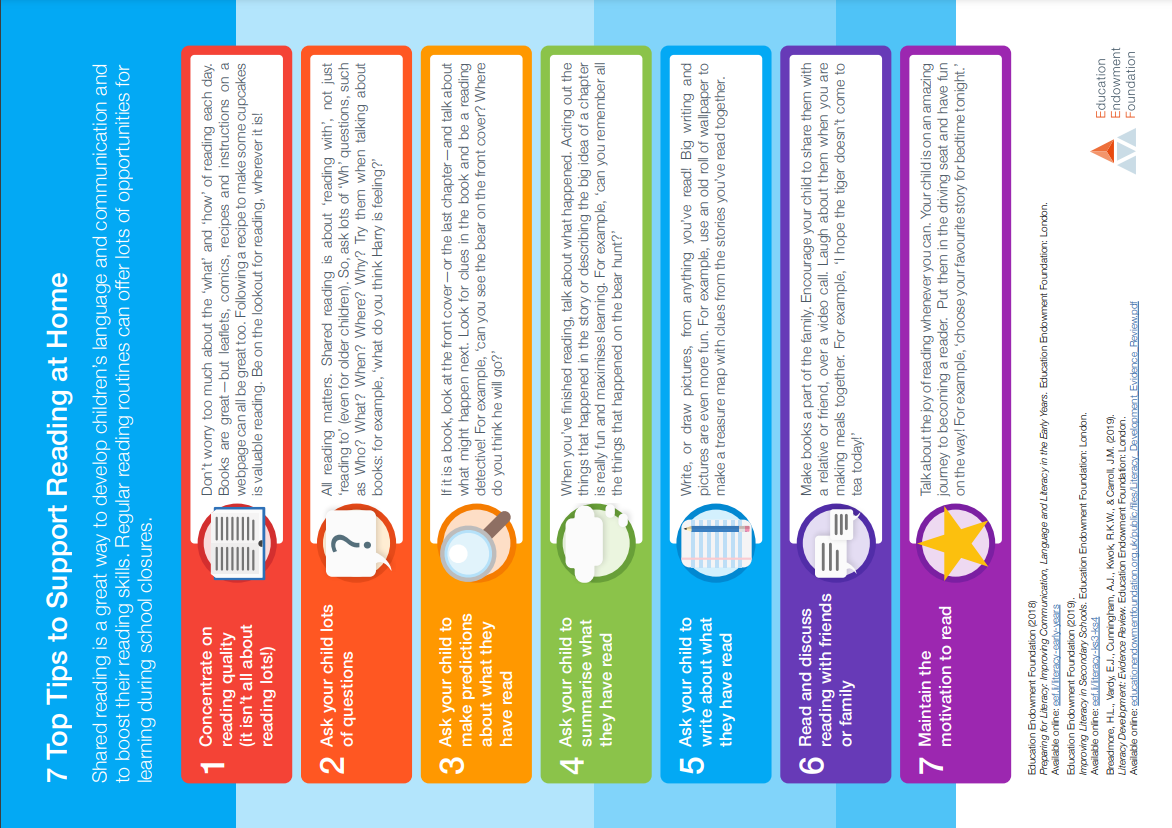 7 Top Tips to Support Reading at Home
Shared reading is a great way to develop children's language and communication and
to boost their reading skills. Regular reading routines can offer lots of opportunities for
learning during school closures.
1
Concentrate on
reading quality
(it isn't all about
reading lots!)
Don't worry too much about the 'what' and 'how' of reading each day.
Books are great—but leaflets, comics, recipes and instructions on a
webpage can all be great too. Following a recipe to make some cupcakes
is valuable reading. Be on the lookout for reading, wherever it is!
2
Ask your child lots
of questions
?
All reading matters. Shared reading is about 'reading with', not just
'reading to' (even for older children). So, ask lots of 'Wh' questions, such
as Who? What? When? Where? Why? Try them when talking about
books: for example, 'what do you think Harry is feeling?'
3
Ask your child to
make predictions
about what they
have read
If it is a book, look at the front cover—or the last chapter—and talk about
what might happen next. Look for clues in the book and be a reading
detective! For example, 'can you see the bear on the front cover? Where
do you think he will go?'
4
Ask your child to
summarise what
they have read
When you've finished reading, talk about what happened. Acting out the
things that happened in the story or describing the big idea of a chapter
is really fun and maximises learning. For example, 'can you remember all
the things that happened on the bear hunt?'
5
Ask your child to
write about what
they have read
Write, or draw pictures, from anything you've read! Big writing and
pictures are even more fun. For example, use an old roll of wallpaper to
make a treasure map with clues from the stories you've read together.
6
Read and discuss
reading with friends
or family
Make books a part of the family. Encourage your child to share them with
a relative or friend, over a video call. Laugh about them when you are
making meals together. For example, 'I hope the tiger doesn't come to
tea today!'
7
Maintain the
motivation to read
Talk about the joy of reading whenever you can. Your child is on an amazing
journey to becoming a reader. Put them in the driving seat and have fun
on the way! For example, 'choose your favourite story for bedtime tonight.'
Education Endowment Foundation (2018)
Preparing for Literacy: Improving Communication, Language and Literacy in the Early Years. Education Endowment Foundation: London.
Available online: eef.li/literacy-early-years
Education Endowment Foundation (2019).
Improving Literacy in Secondary Schools. Education Endowment Foundation: London.
Available online: eef.li/literacy-ks3-ks4
Breadmore, H.L., Vardy, E.J., Cunningham, A.J., Kwok, R.K.W., & Carroll, J.M. (2019).
Literacy Development: Evidence Review. Education Endowment Foundation: London.
Available online: educationendowmentfoundation.org.uk/public/files/Literacy_Development_Evidence_Review.pdf
Education
Endowment
Foundation